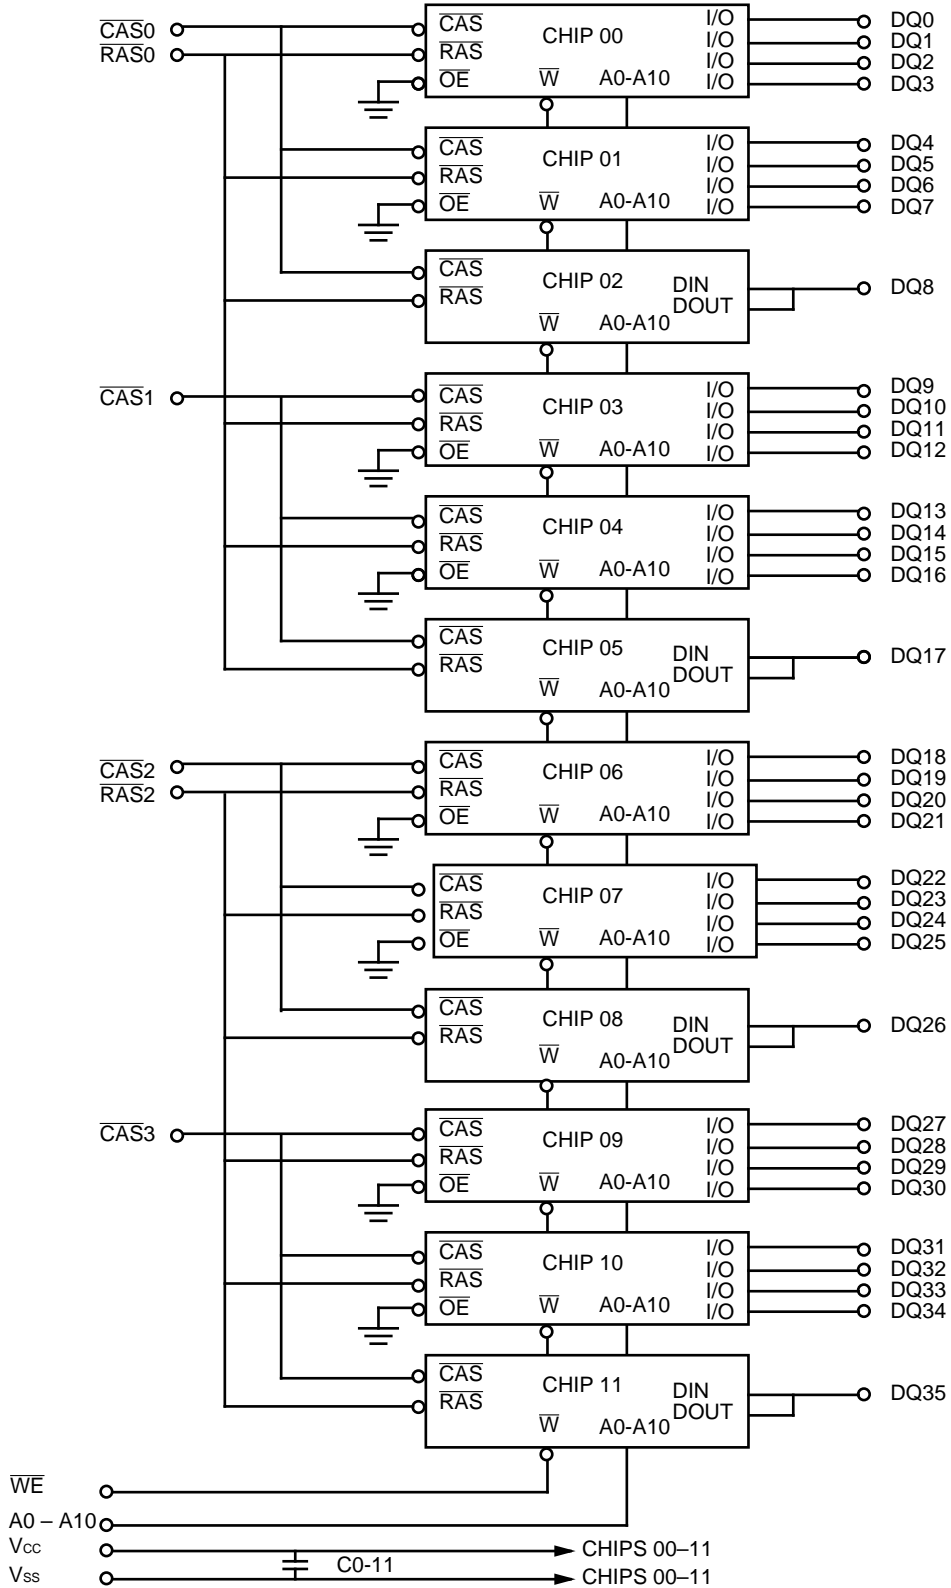 CAS0
RAS0
CAS
RAS
OE
CHIP 00
W
A0-A10
I/O
I/O
I/O
I/O
DQ0
DQ1
DQ2
DQ3
CAS
RAS
OE
CHIP 01
W
A0-A10
I/O
I/O
I/O
I/O
DQ4
DQ5
DQ6
DQ7
CAS
RAS
CHIP 02
W
A0-A10
DIN
DOUT
DQ8
CAS1
CAS
RAS
OE
CHIP 03
W
A0-A10
I/O
I/O
I/O
I/O
DQ9
DQ10
DQ11
DQ12
CAS
RAS
OE
CHIP 04
W
A0-A10
I/O
I/O
I/O
I/O
DQ13
DQ14
DQ15
DQ16
CAS
RAS
CHIP 05
W
A0-A10
DIN
DOUT
DQ17
CAS2
RAS2
CAS
RAS
OE
CHIP 06
W
A0-A10
I/O
I/O
I/O
I/O
DQ18
DQ19
DQ20
DQ21
CAS
RAS
OE
CHIP 07
W
A0-A10
I/O
I/O
I/O
I/O
DQ22
DQ23
DQ24
DQ25
CAS
RAS
CHIP 08
W
A0-A10
DIN
DOUT
DQ26
CAS3
CAS
RAS
OE
CHIP 09
W
A0-A10
I/O
I/O
I/O
I/O
DQ27
DQ28
DQ29
DQ30
CAS
RAS
OE
CHIP 10
W
A0-A10
I/O
I/O
I/O
I/O
DQ31
DQ32
DQ33
DQ34
CAS
RAS
CHIP 11
W
A0-A10
DIN
DOUT
DQ35
WE
A0 – A10
Vcc
CHIPS 00–11
C0-11
Vss
CHIPS 00–11